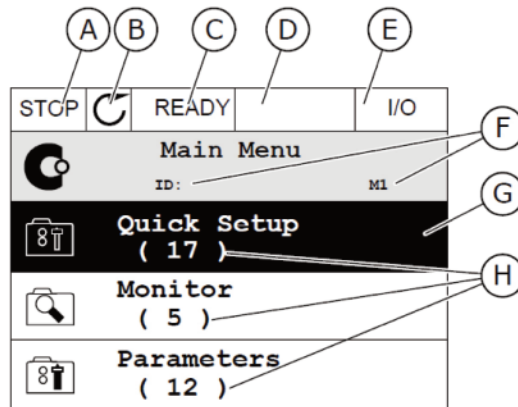 A B C D E
STOP READY I/O
F
Main Menu
ID: M1
G
Quick Setup
( 17 )
H
Monitor
( 5 )
Parameters
( 12 )